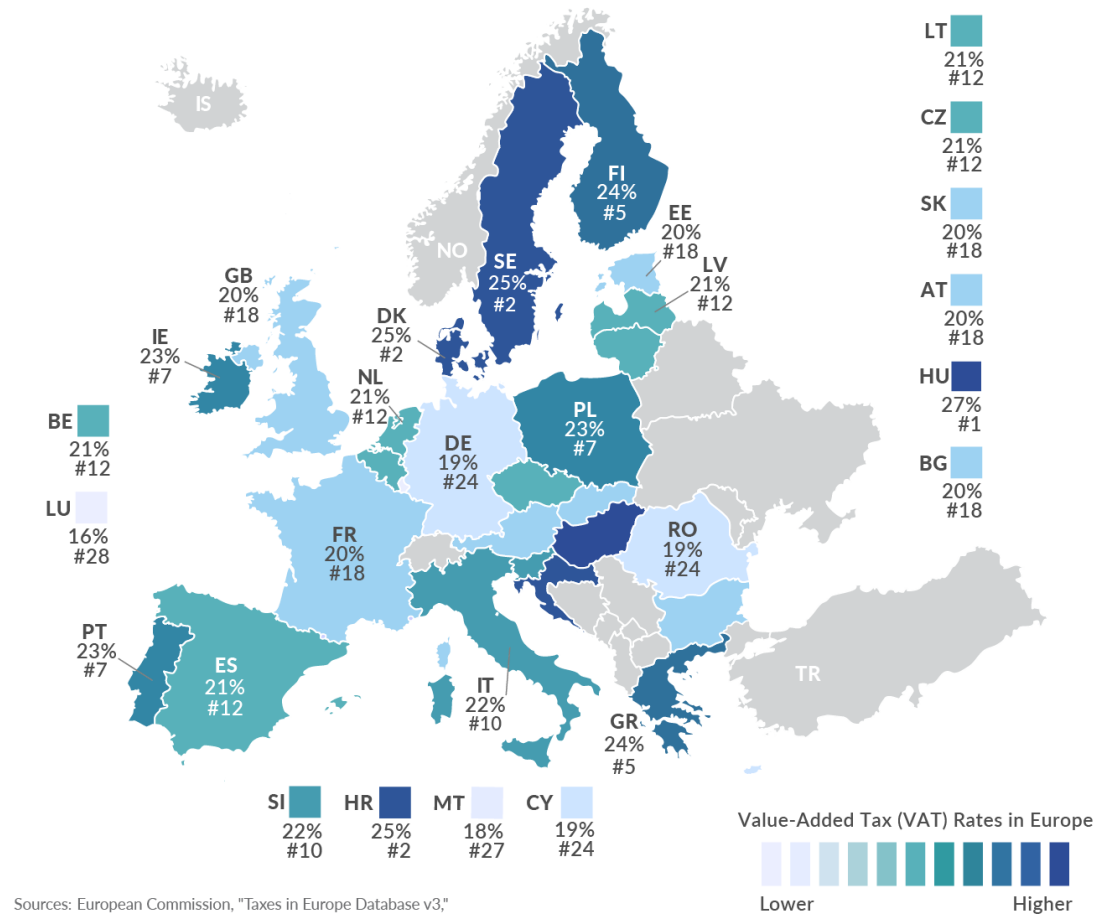 IS
NO
FI
24%
#5
SE
25%
#2
EE
20%
#18
LV
21%
#12
GB
20%
#18
IE
23%
#7
DK
25%
#2
NL
21%
#12
BE
21%
#12
LU
16%
#28
DE
19%
#24
PL
23%
#7
FR
20%
#18
RO
19%
#24
PT
23%
#7
ES
21%
#12
IT
22%
#10
GR
24%
#5
TR
LT
21%
#12
CZ
21%
#12
SK
20%
#18
AT
20%
#18
HU
27%
#1
BG
20%
#18
SI
22%
#10
HR
25%
#2
MT
18%
#27
CY
19%
#24
Value-Added Tax (VAT) Rates in Europe
Lower
Higher
Sources: European Commission, "Taxes in Europe Database v3,"